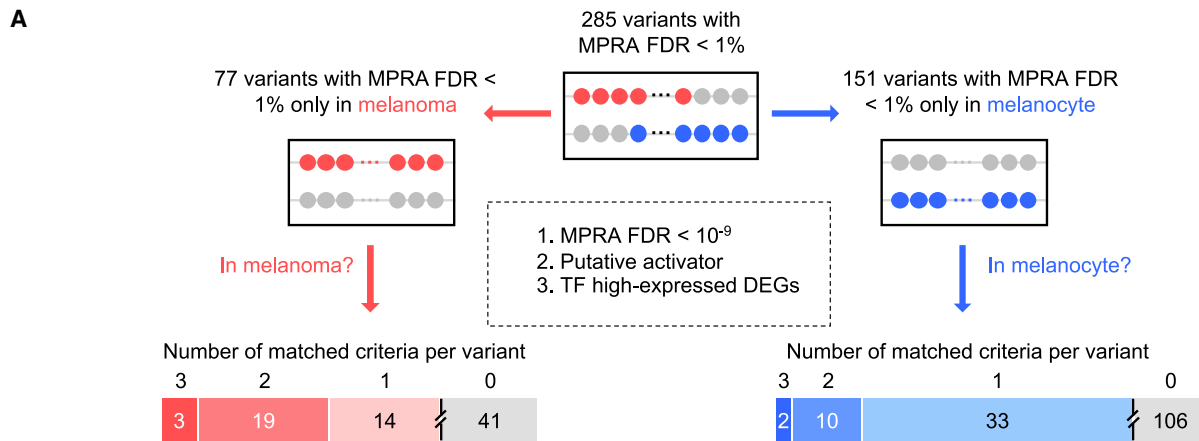 A
285 variants with
MPRA FDR < 1%
77 variants with MPRA FDR <
1% only in melanoma
151 variants with MPRA FDR
< 1% only in melanocyte
1. MPRA FDR < 10⁻⁹
2. Putative activator
3. TF high-expressed DEGs
In melanoma?
In melanocyte?
Number of matched criteria per variant
3 2 1 0
3 19 14 41
Number of matched criteria per variant
3 2 1 0
2 10 33 106